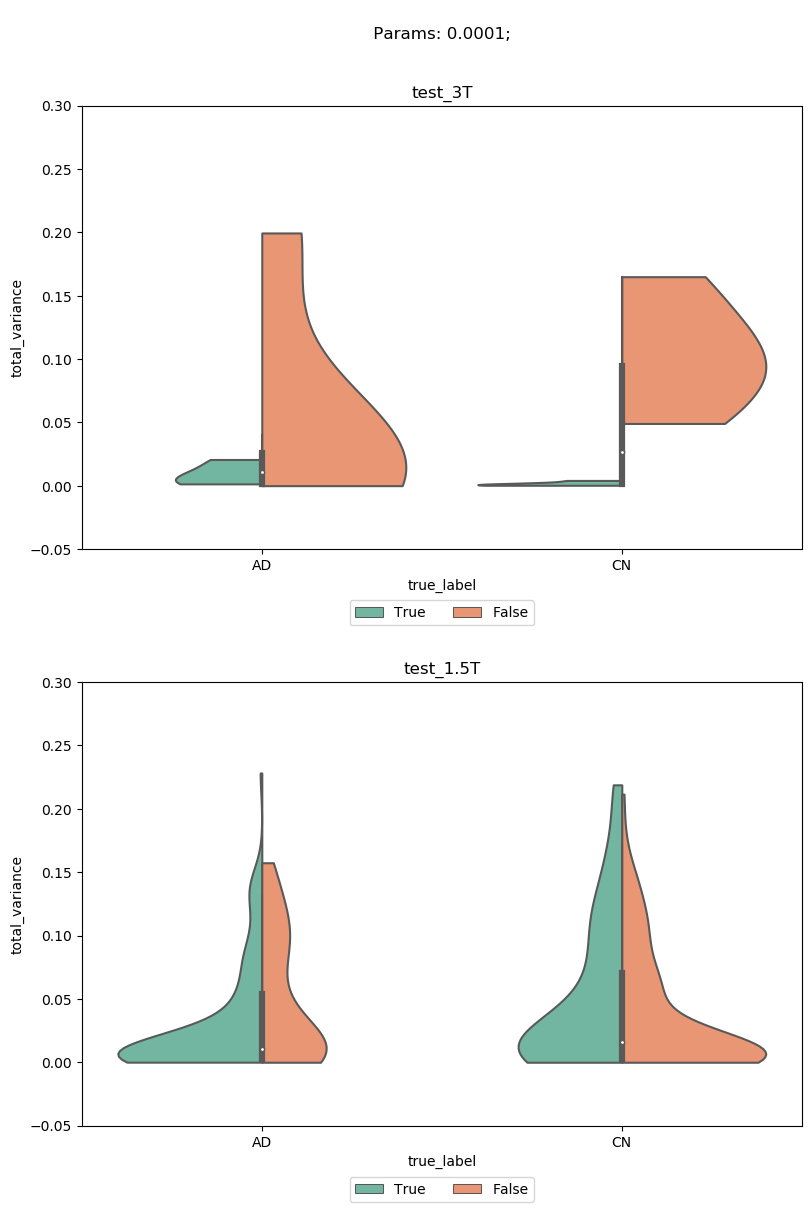 Params: 0.0001;
test_3T
0.30
0.25
0.20
0.15
0.10
0.05
0.00
−0.05
total_variance
AD
CN
true_label
True
False
test_1.5T
0.30
0.25
0.20
0.15
0.10
0.05
0.00
−0.05
total_variance
AD
CN
true_label
True
False